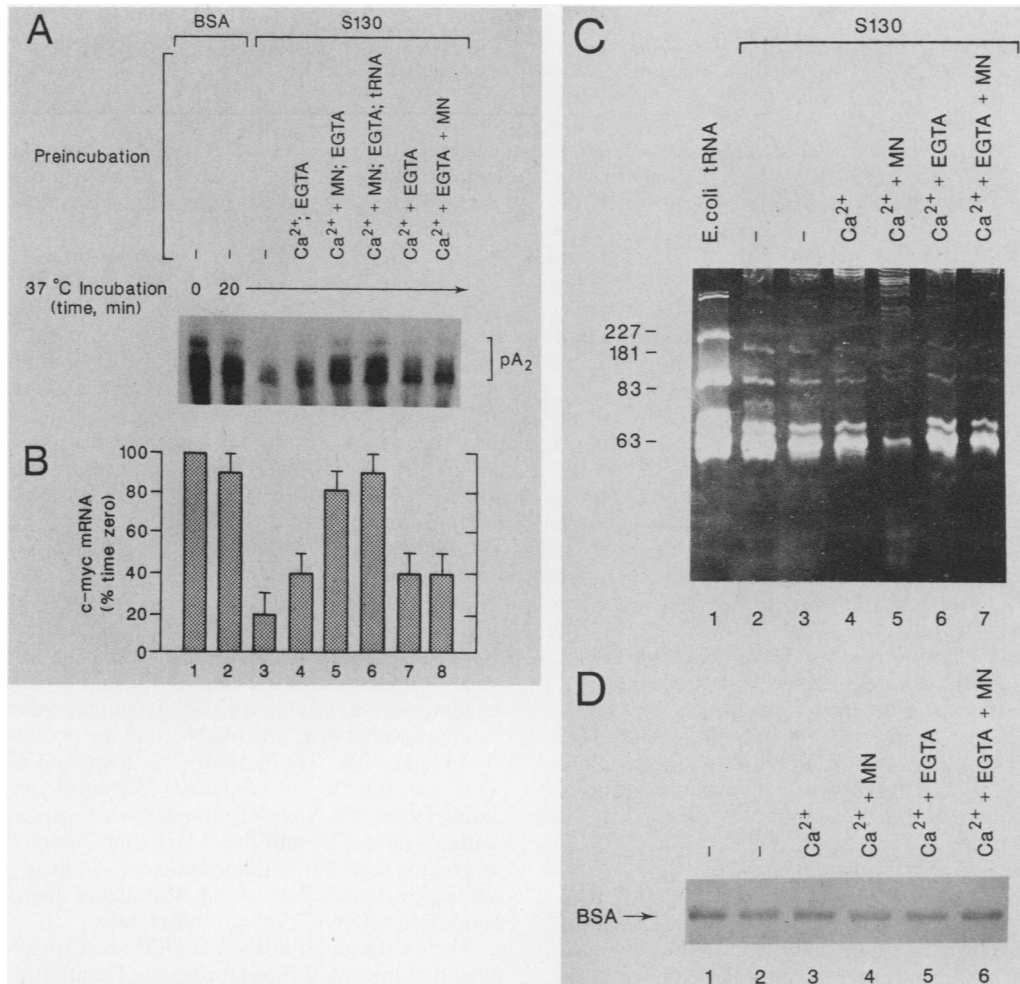 A
BSA
S130
Preincubation
–
–
–
Ca²⁺; EGTA
Ca²⁺ + MN; EGTA
Ca²⁺ + MN; EGTA; tRNA
Ca²⁺ + EGTA
Ca²⁺ + EGTA + MN
37 °C Incubation
(time, min)
0 20
pA₂
B
c-myc mRNA
(% time zero)
100
80
60
40
20
0
1 2 3 4 5 6 7 8
C
S130
E. coli tRNA
–
–
Ca²⁺
Ca²⁺ + MN
Ca²⁺ + EGTA
Ca²⁺ + EGTA + MN
227 –
181 –
83 –
63 –
1 2 3 4 5 6 7
D
–
–
Ca²⁺
Ca²⁺ + MN
Ca²⁺ + EGTA
Ca²⁺ + EGTA + MN
BSA →
1 2 3 4 5 6